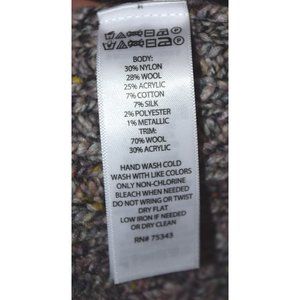 BODY:
30% NYLON
28% WOOL
25% ACRYLIC
7% COTTON
7% SILK
2% POLYESTER
1% METALLIC
TRIM:
70% WOOL
30% ACRYLIC
HAND WASH COLD
WASH WITH LIKE COLORS
ONLY NON-CHLORINE
BLEACH WHEN NEEDED
DO NOT WRING OR TWIST
DRY FLAT
LOW IRON IF NEEDED
OR DRY CLEAN
RN# 75343